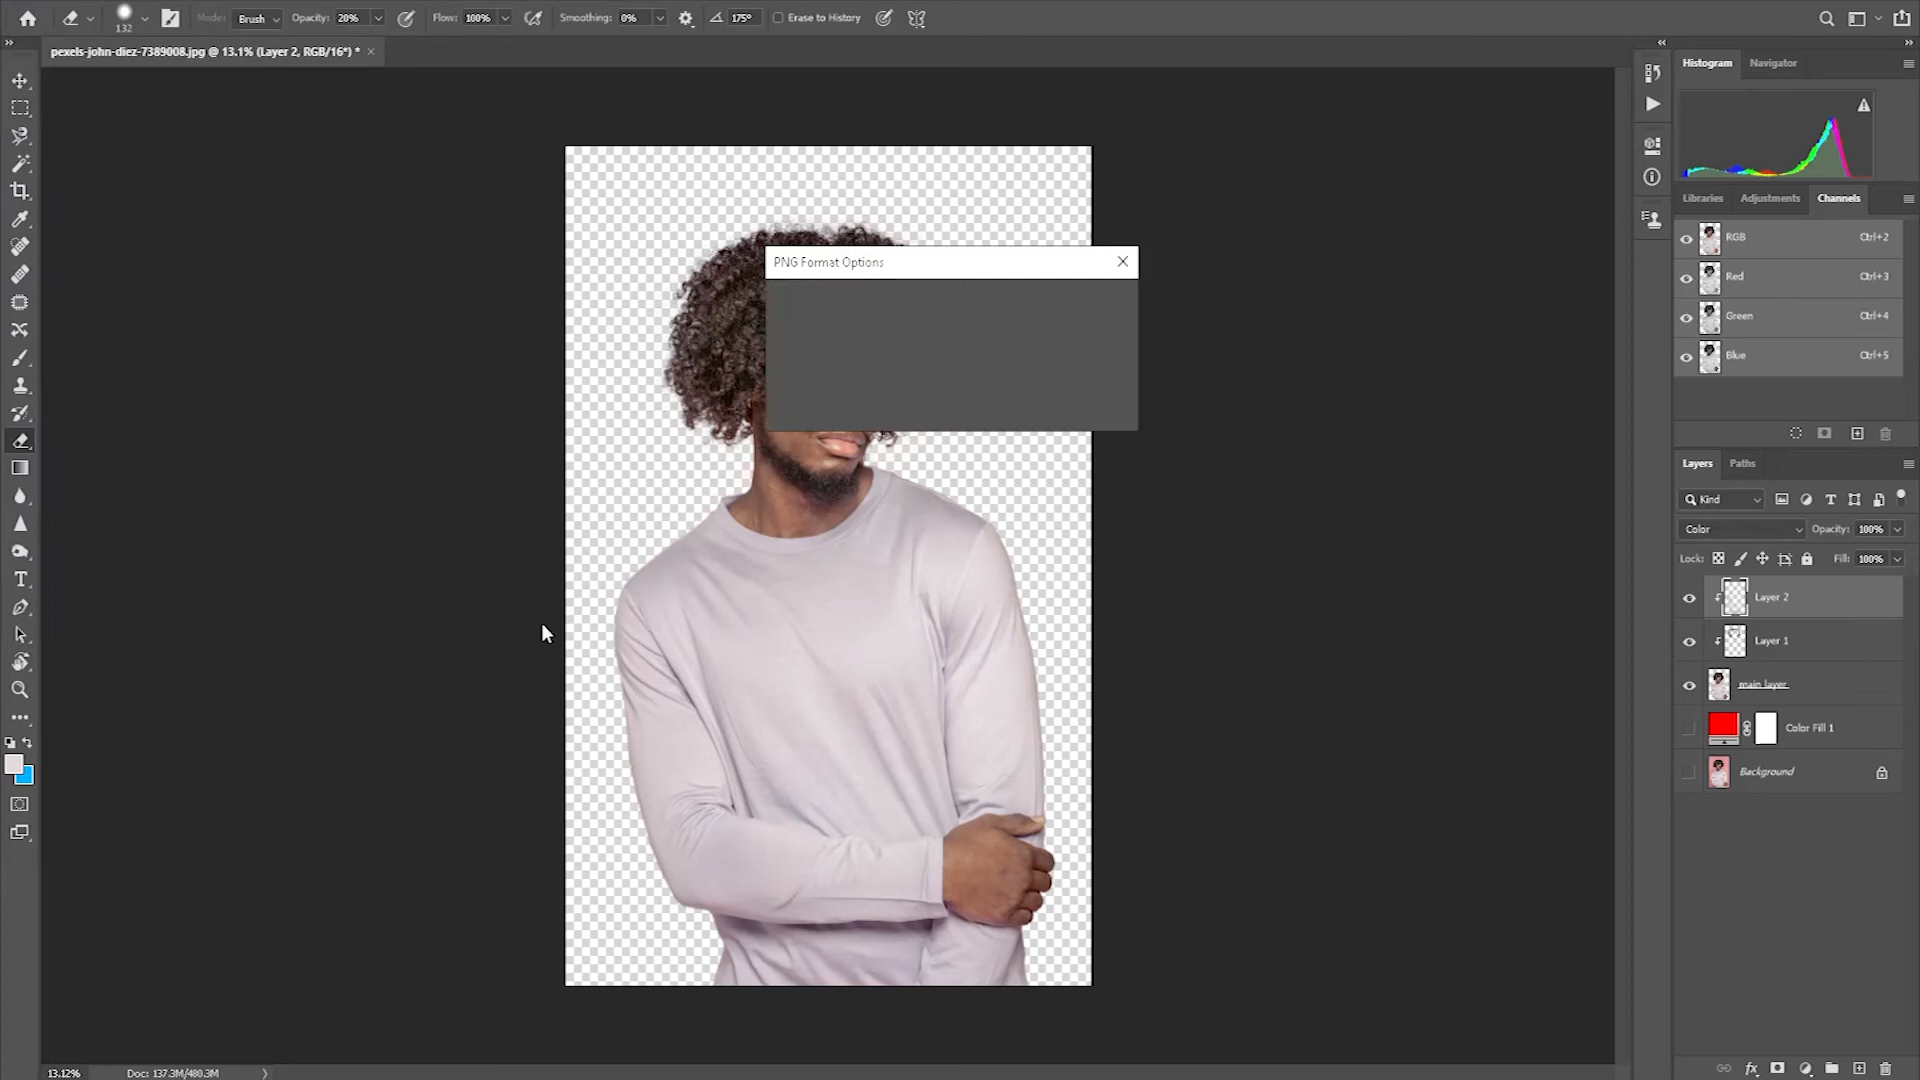 132
Mode: Brush
Opacity: 20%
Flow: 100%
Smoothing: 0%
175°
Erase to History
pexels-john-diez-7389008.jpg @ 13.1% (Layer 2, RGB/16*) *
PNG Format Options
13.12%
Doc: 137.3M/480.3M
Histogram
Navigator
Libraries
Adjustments
Channels
RGB
Ctrl+2
Red
Ctrl+3
Green
Ctrl+4
Blue
Ctrl+5
Layers
Paths
Kind
Color
Opacity: 100%
Lock:
Fill: 100%
Layer 2
Layer 1
main layer
Color Fill 1
Background